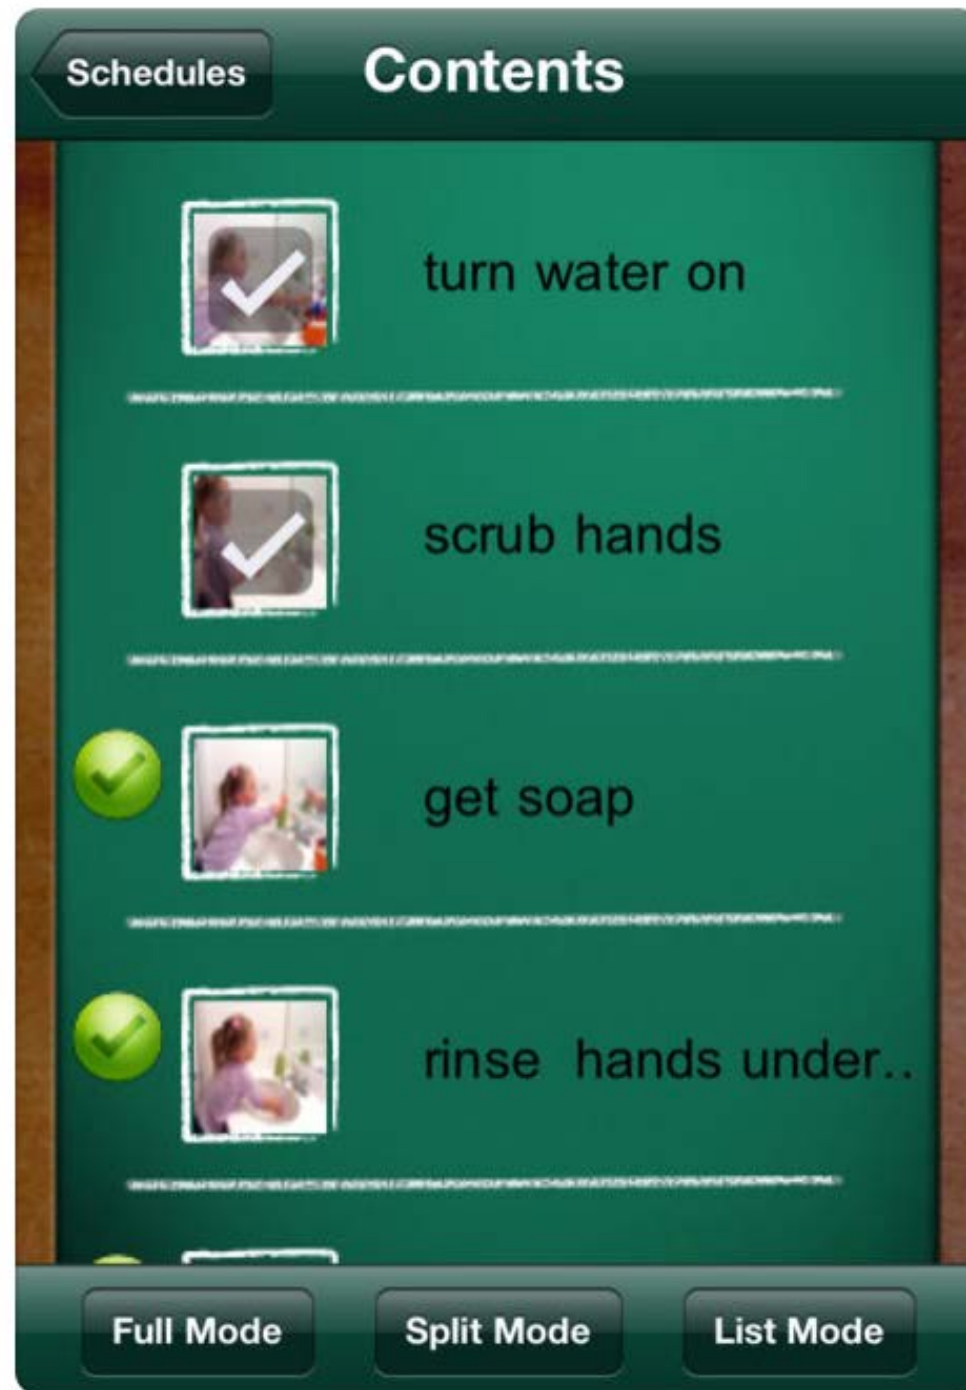 Schedules
Contents
turn water on
scrub hands
get soap
rinse  hands under..
Full Mode
Split Mode
List Mode